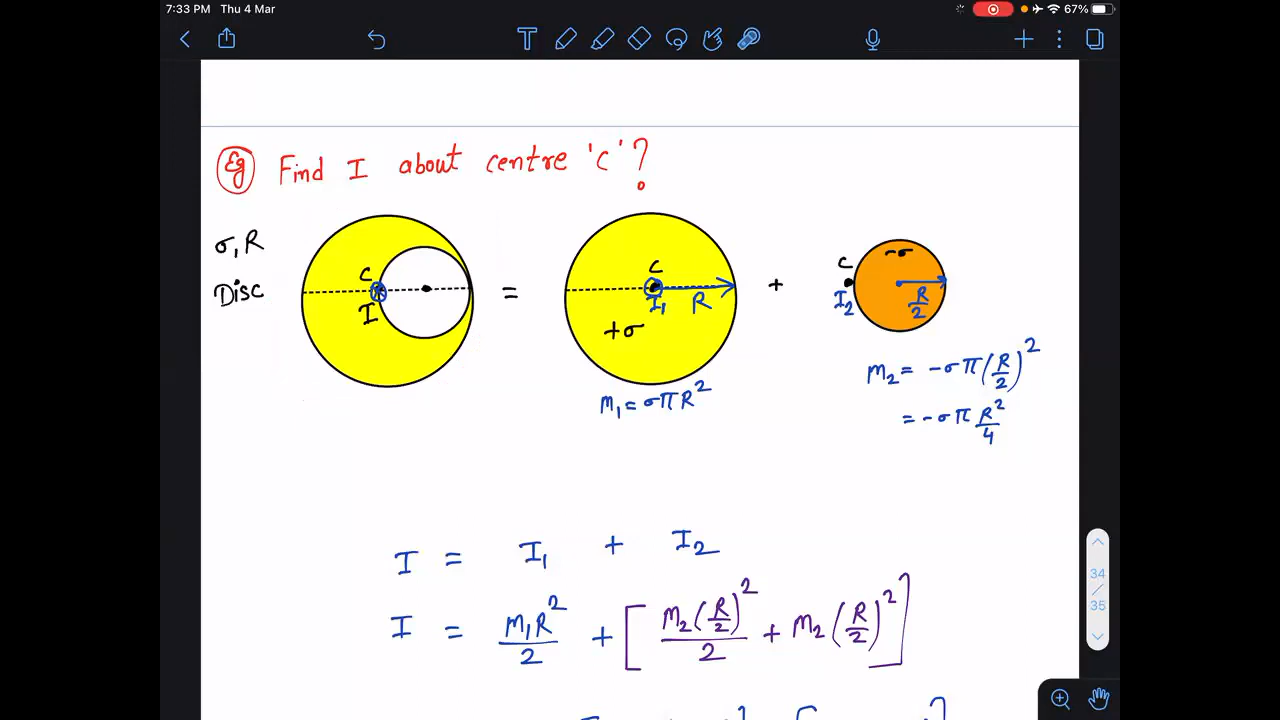 7:33 PM Thu 4 Mar 67%
Eg Find I about centre 'c' ?
σ, R
Disc
C
I
=
C
I₁
R
+σ
M₁ = σπR²
+
-σ
C
I₂
R/2
M₂ = -σπ(R/2)²
= -σπ R²/4
I = I₁ + I₂
I = M₁R²/2 + [ M₂(R/2)²/2 + M₂(R/2)² ]
34
/
35